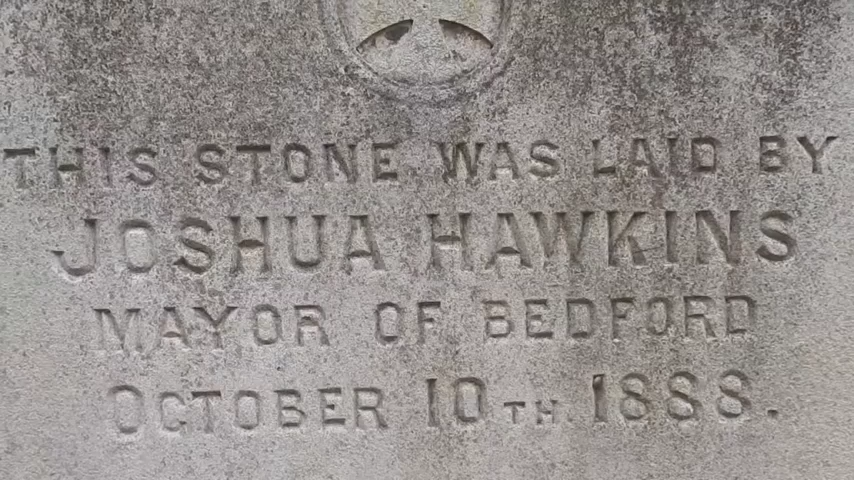 THIS STONE WAS LAID BY
JOSHUA HAWKINS
MAYOR OF BEDFORD
OCTOBER 10TH. 1888.